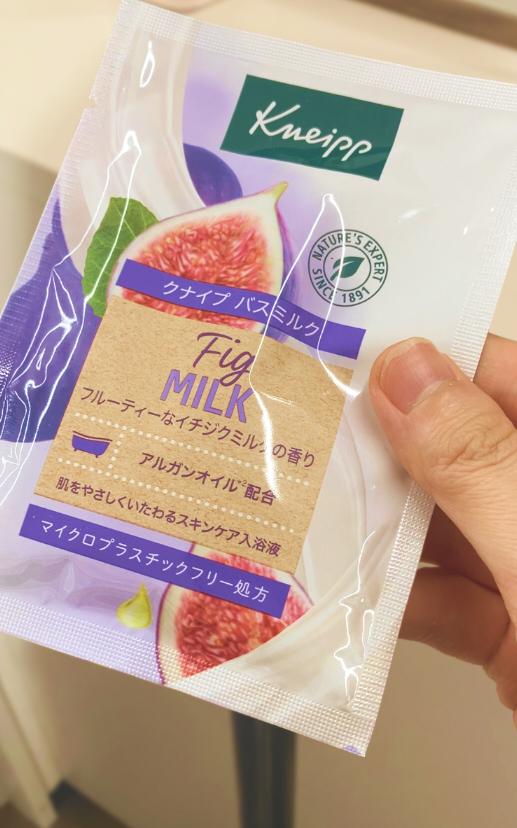 Kneipp
NATURE'S EXPERT
SINCE 1891
クナイプ バスミルク
Fig
MILK
フルーティーなイチジクミルクの香り
アルガンオイル*2配合
肌をやさしくいたわるスキンケア入浴液
マイクロプラスチックフリー処方